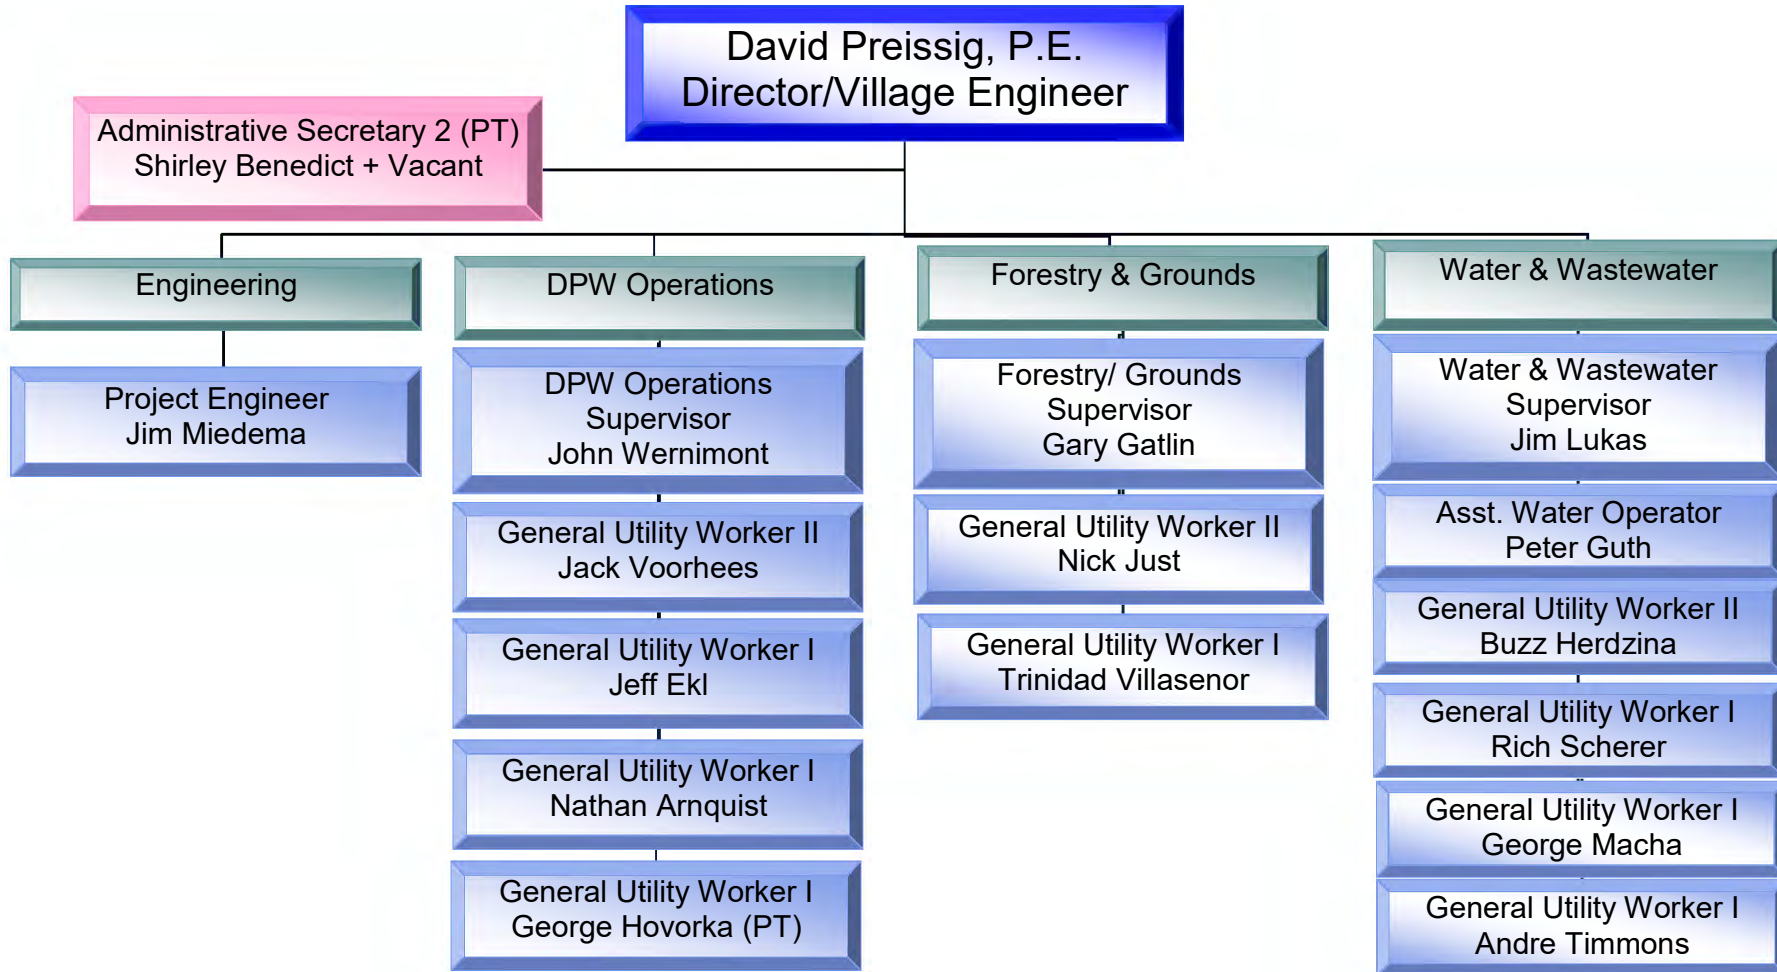 David Preissig, P.E.
Director/Village Engineer
Administrative Secretary 2 (PT)
Shirley Benedict + Vacant
Engineering
Project Engineer
Jim Miedema
DPW Operations
DPW Operations
Supervisor
John Wernimont
General Utility Worker II
Jack Voorhees
General Utility Worker I
Jeff Ekl
General Utility Worker I
Nathan Arnquist
General Utility Worker I
George Hovorka (PT)
Forestry & Grounds
Forestry/ Grounds
Supervisor
Gary Gatlin
General Utility Worker II
Nick Just
General Utility Worker I
Trinidad Villasenor
Water & Wastewater
Water & Wastewater
Supervisor
Jim Lukas
Asst. Water Operator
Peter Guth
General Utility Worker II
Buzz Herdzina
General Utility Worker I
Rich Scherer
General Utility Worker I
George Macha
General Utility Worker I
Andre Timmons